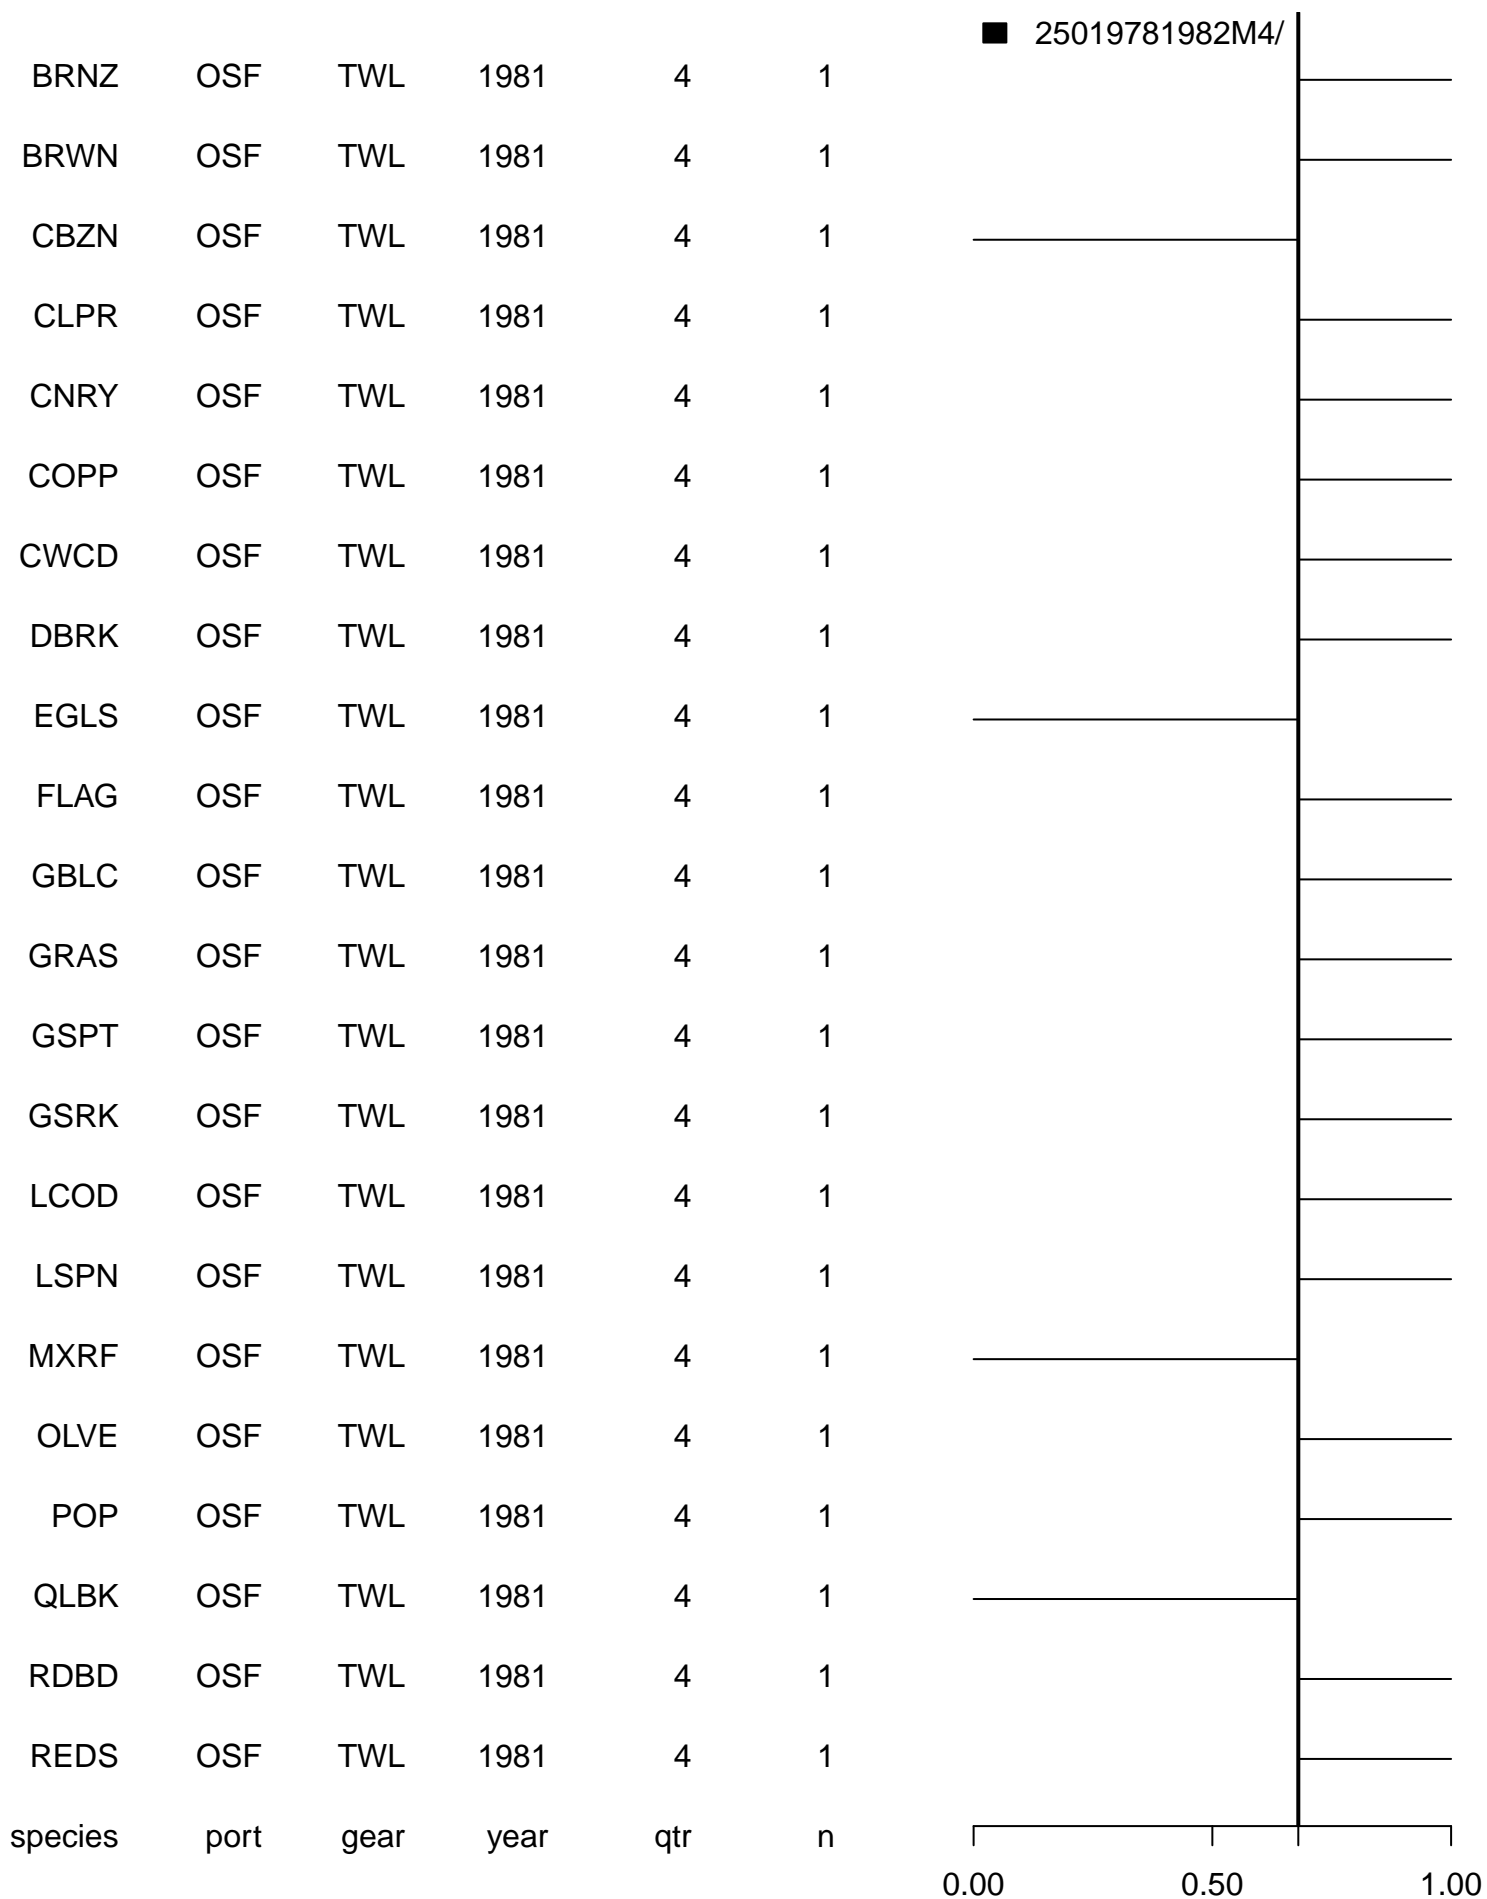 25019781982M4/
BRNZ OSF TWL 1981 4 1
BRWN OSF TWL 1981 4 1
CBZN OSF TWL 1981 4 1
CLPR OSF TWL 1981 4 1
CNRY OSF TWL 1981 4 1
COPP OSF TWL 1981 4 1
CWCD OSF TWL 1981 4 1
DBRK OSF TWL 1981 4 1
EGLS OSF TWL 1981 4 1
FLAG OSF TWL 1981 4 1
GBLC OSF TWL 1981 4 1
GRAS OSF TWL 1981 4 1
GSPT OSF TWL 1981 4 1
GSRK OSF TWL 1981 4 1
LCOD OSF TWL 1981 4 1
LSPN OSF TWL 1981 4 1
MXRF OSF TWL 1981 4 1
OLVE OSF TWL 1981 4 1
POP OSF TWL 1981 4 1
QLBK OSF TWL 1981 4 1
RDBD OSF TWL 1981 4 1
REDS OSF TWL 1981 4 1
species port gear year qtr n
0.00 0.50 1.00